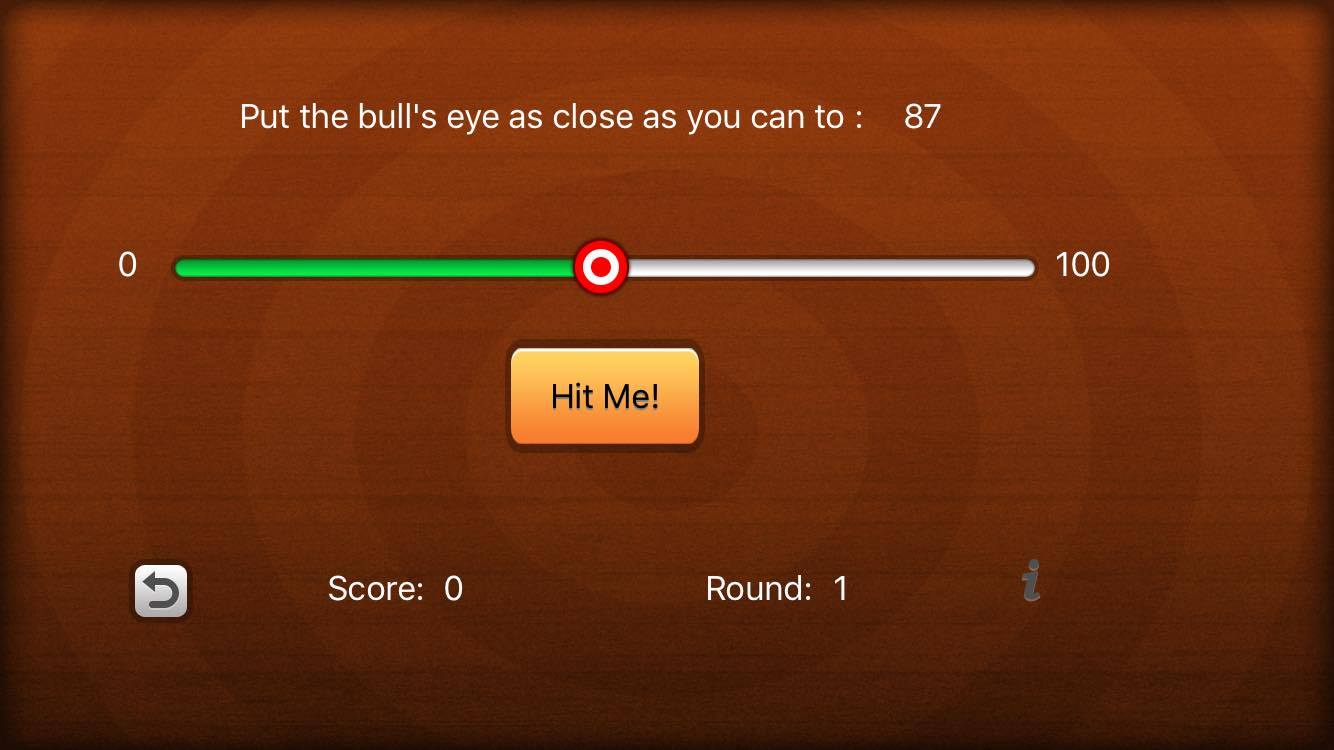 Put the bull's eye as close as you can to : 87
0 100
Hit Me!
Score: 0 Round: 1 i